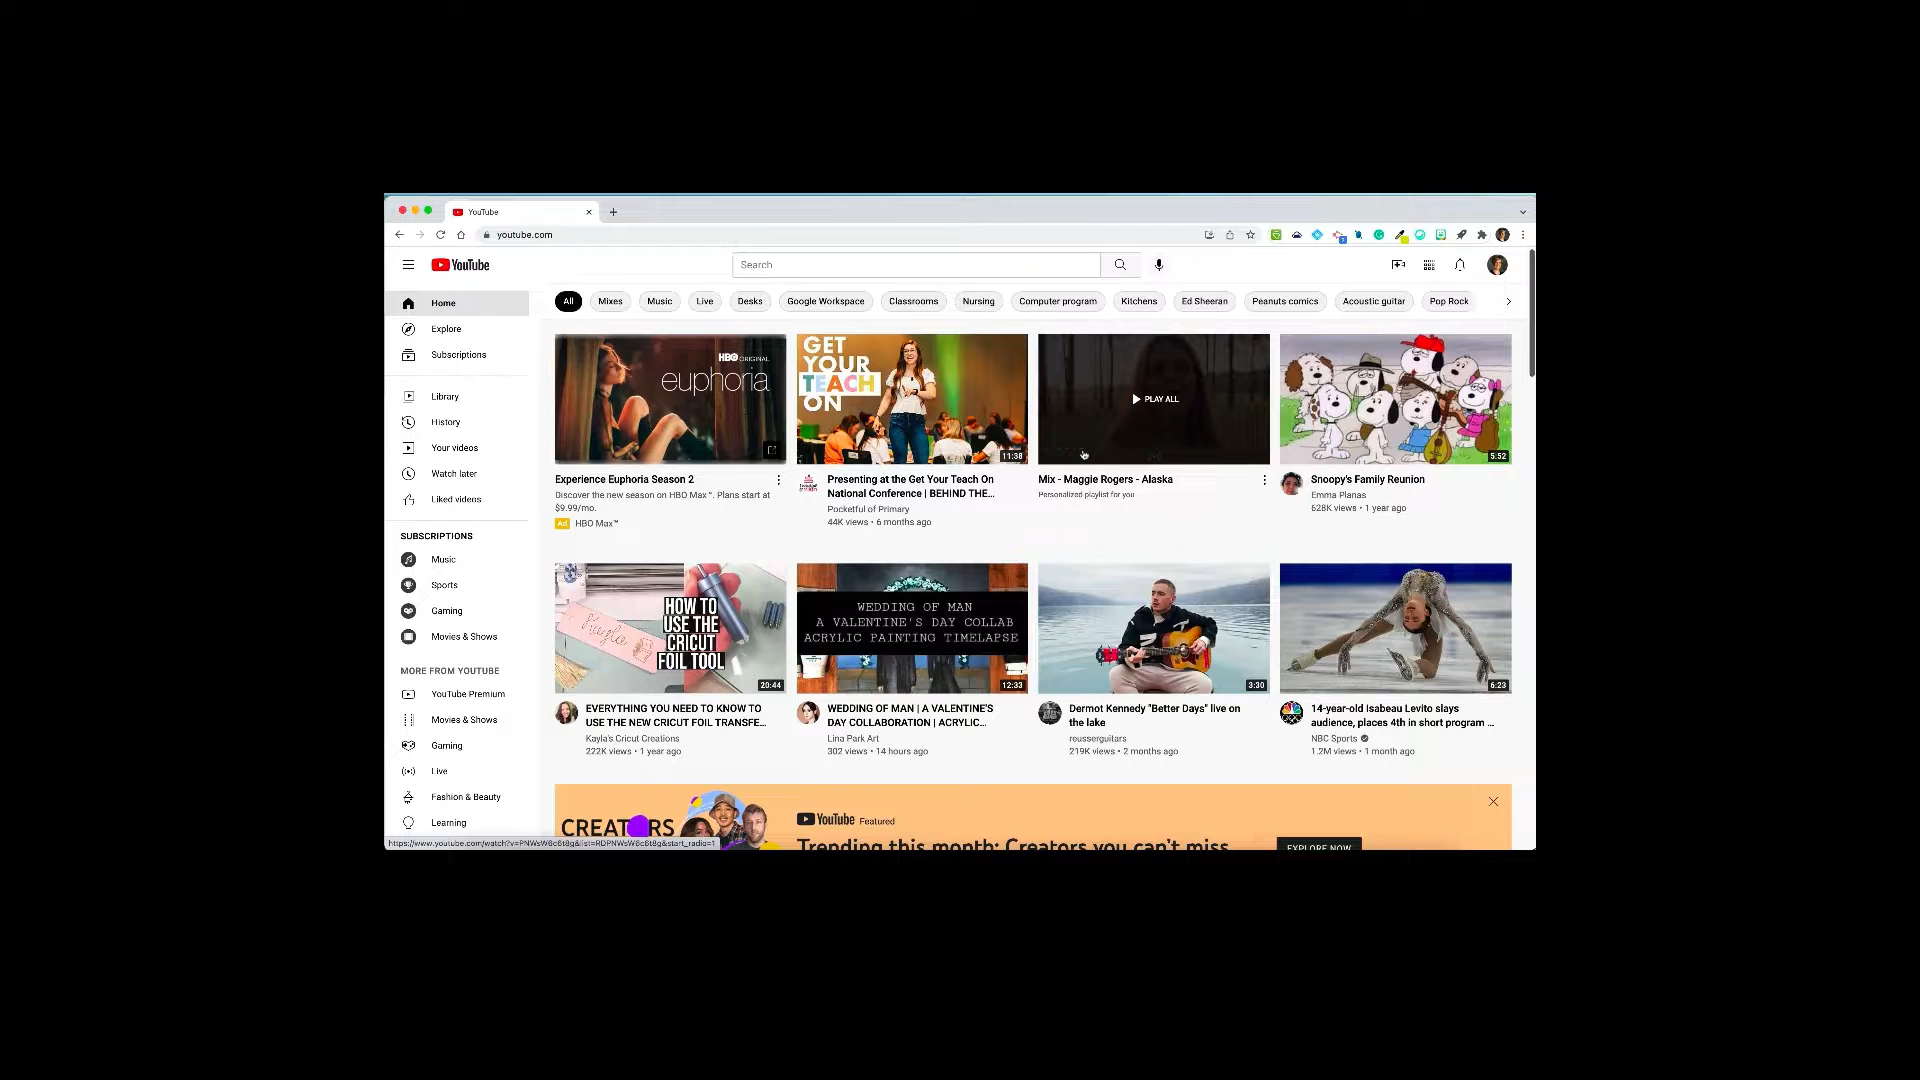 YouTube
youtube.com
YouTube
Search
Home
Explore
Subscriptions
Library
History
Your videos
Watch later
Liked videos
SUBSCRIPTIONS
Music
Sports
Gaming
Movies & Shows
MORE FROM YOUTUBE
YouTube Premium
Movies & Shows
Gaming
Live
Fashion & Beauty
Learning
All
Mixes
Music
Live
Desks
Google Workspace
Classrooms
Nursing
Computer program
Kitchens
Ed Sheeran
Peanuts comics
Acoustic guitar
Pop Rock
HBO ORIGINAL
euphoria
Experience Euphoria Season 2
Discover the new season on HBO Max™. Plans start at
$9.99/mo.
Ad HBO Max™
GET
YOUR
TEACH
ON
11:38
Presenting at the Get Your Teach On
National Conference | BEHIND THE...
Pocketful of Primary
44K views • 6 months ago
PLAY ALL
Mix - Maggie Rogers - Alaska
Personalized playlist for you
5:52
Snoopy's Family Reunion
Emma Planas
628K views • 1 year ago
Kayla
HOW TO
USE THE
CRICUT
FOIL TOOL
20:44
EVERYTHING YOU NEED TO KNOW TO
USE THE NEW CRICUT FOIL TRANSFE...
Kayla's Cricut Creations
222K views • 1 year ago
WEDDING OF MAN
A VALENTINE'S DAY COLLAB
ACRYLIC PAINTING TIMELAPSE
12:33
WEDDING OF MAN | A VALENTINE'S
DAY COLLABORATION | ACRYLIC...
Lina Park Art
302 views • 14 hours ago
3:30
Dermot Kennedy "Better Days" live on
the lake
reusserguitars
219K views • 2 months ago
6:23
14-year-old Isabeau Levito slays
audience, places 4th in short program ...
NBC Sports
1.2M views • 1 month ago
CREATORS
YouTube Featured
Trending this month: Creators you can't miss
EXPLORE NOW
https://www.youtube.com/watch?v=PNWsW6c6t8g&list=RDPNWsW6c6t8g&start_radio=1